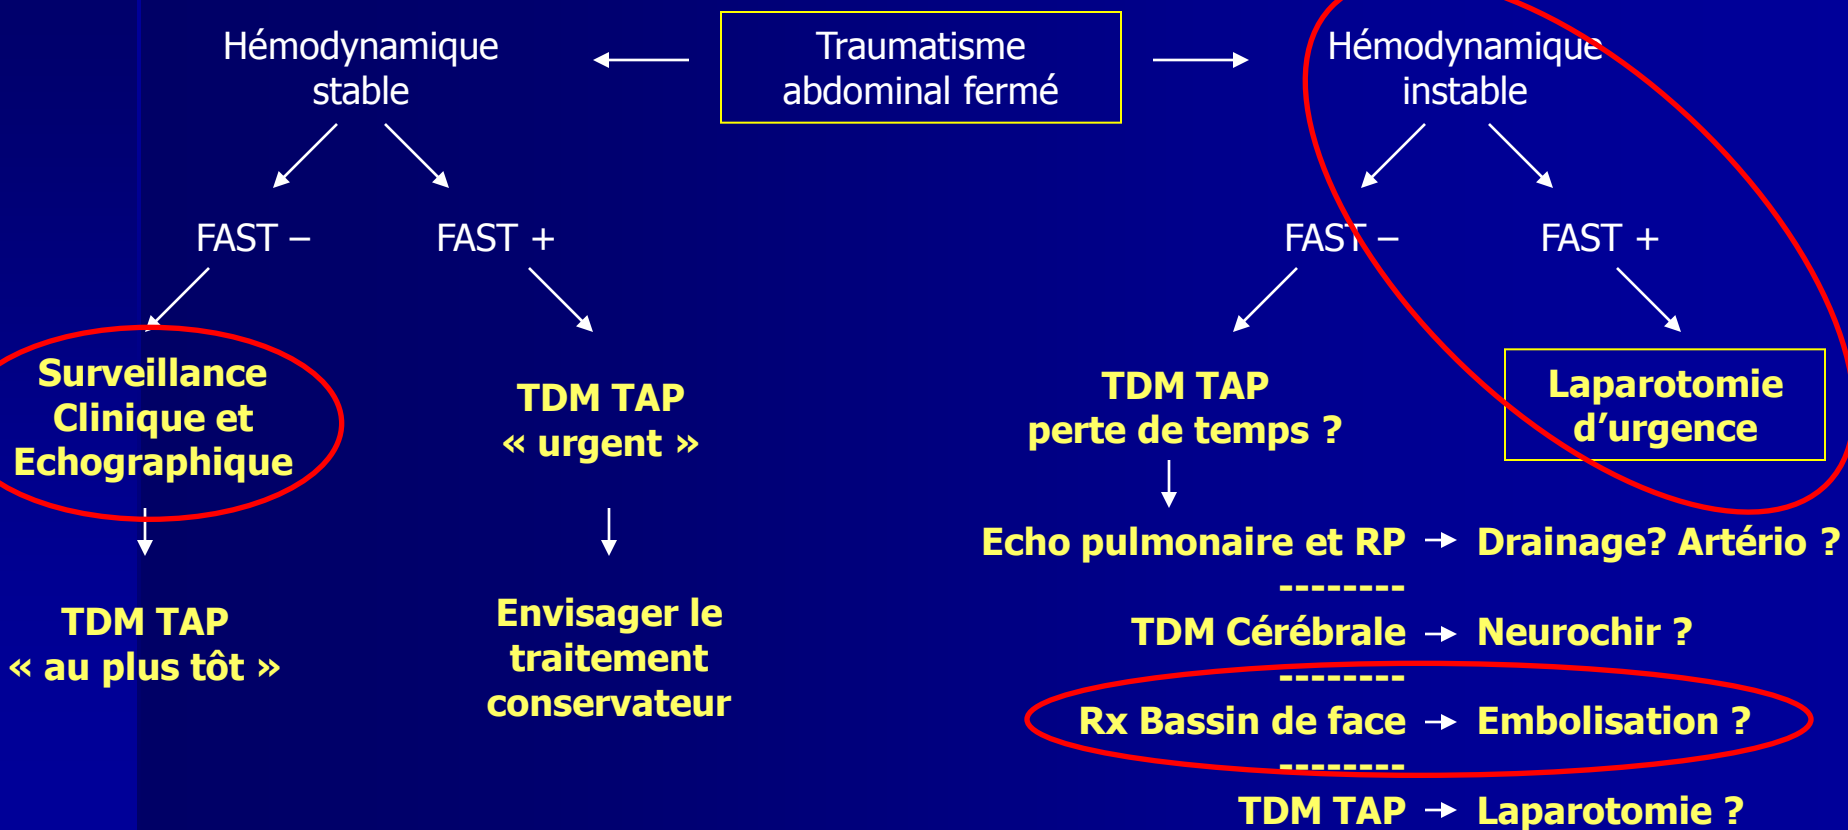 Traumatisme
abdominal fermé
Hémodynamique
stable
FAST –
FAST +
Surveillance
Clinique et
Echographique
TDM TAP
« au plus tôt »
TDM TAP
« urgent »
Envisager le
traitement
conservateur
Hémodynamique
instable
FAST –
FAST +
TDM TAP
perte de temps ?
Laparotomie
d’urgence
Echo pulmonaire et RP → Drainage? Artério ?
--------
TDM Cérébrale → Neurochir ?
--------
Rx Bassin de face → Embolisation ?
--------
TDM TAP → Laparotomie ?